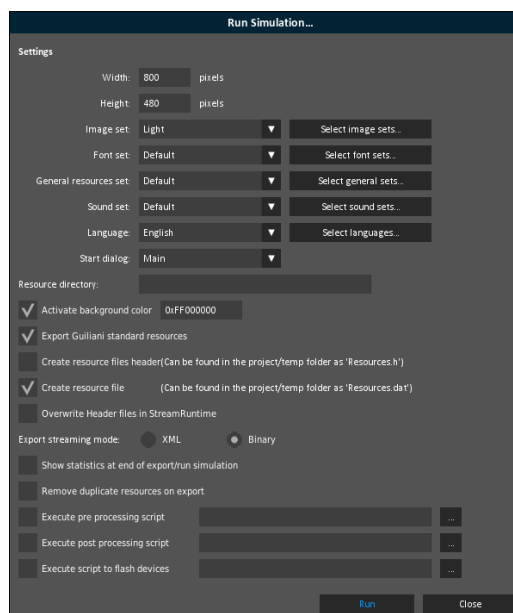 Run Simulation...
Settings
Width: 800 pixels
Height: 480 pixels
Image set: Light Select image sets...
Font set: Default Select font sets...
General resources set: Default Select general sets...
Sound set: Default Select sound sets...
Language: English Select languages...
Start dialog: Main
Resource directory:
Activate background color 0xFF000000
Export Guiliani standard resources
Create resource files header(Can be found in the project/temp folder as 'Resources.h')
Create resource file (Can be found in the project/temp folder as 'Resources.dat')
Overwrite Header files in StreamRuntime
Export streaming mode: XML Binary
Show statistics at end of export/run simulation
Remove duplicate resources on export
Execute pre processing script ...
Execute post processing script ...
Execute script to flash devices ...
Run Close